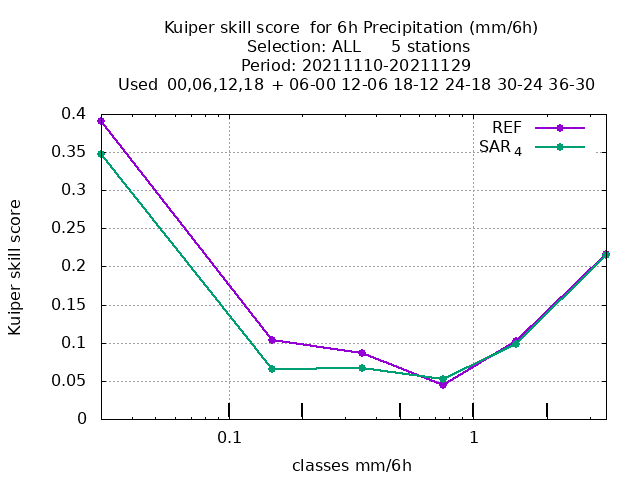 Kuiper skill score  for 6h Precipitation (mm/6h)
Selection: ALL      5 stations
Period: 20211110-20211129
Used  00,06,12,18  + 06-00 12-06 18-12 24-18 30-24 36-30
REF
SAR 4
0.4
0.35
0.3
0.25
0.2
0.15
0.1
0.05
0
Kuiper skill score
0.1
1
classes mm/6h